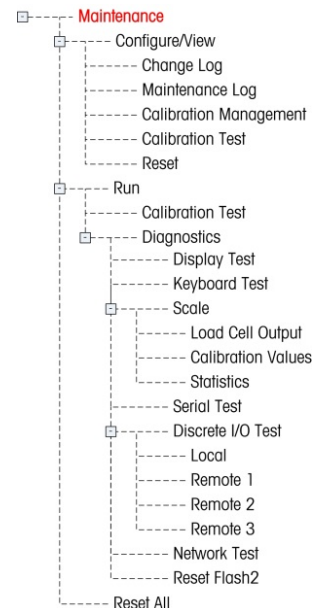 Maintenance
Configure/View
Change Log
Maintenance Log
Calibration Management
Calibration Test
Reset
Run
Calibration Test
Diagnostics
Display Test
Keyboard Test
Scale
Load Cell Output
Calibration Values
Statistics
Serial Test
Discrete I/O Test
Local
Remote 1
Remote 2
Remote 3
Network Test
Reset Flash2
Reset All